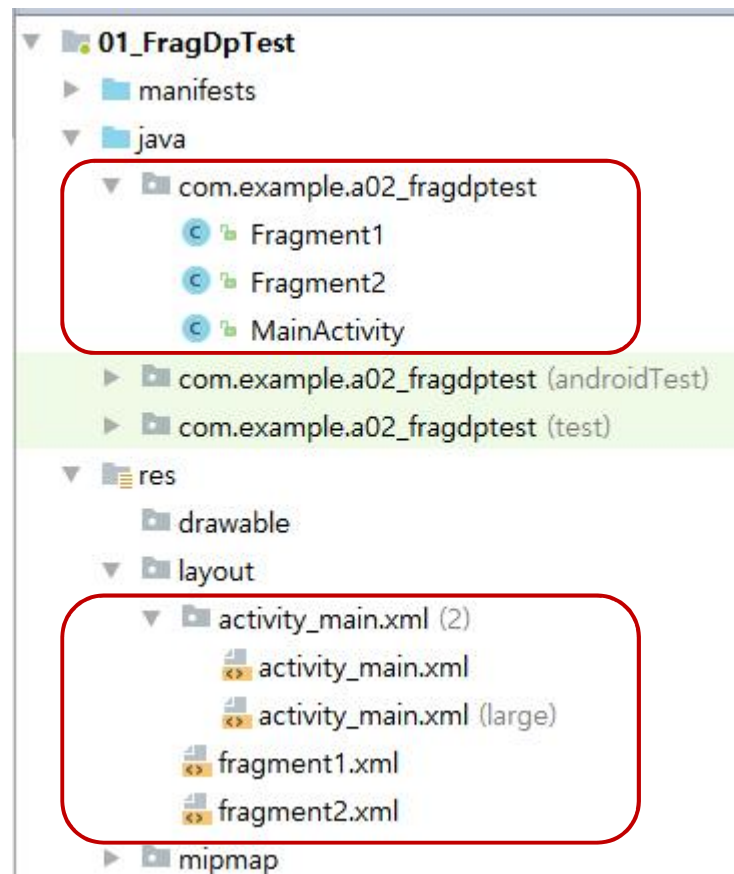 01_FragDpTest
manifests
java
com.example.a02_fragdptest
C Fragment1
C Fragment2
C MainActivity
com.example.a02_fragdptest (androidTest)
com.example.a02_fragdptest (test)
res
drawable
layout
activity_main.xml (2)
<> activity_main.xml
<> activity_main.xml (large)
<> fragment1.xml
<> fragment2.xml
mipmap